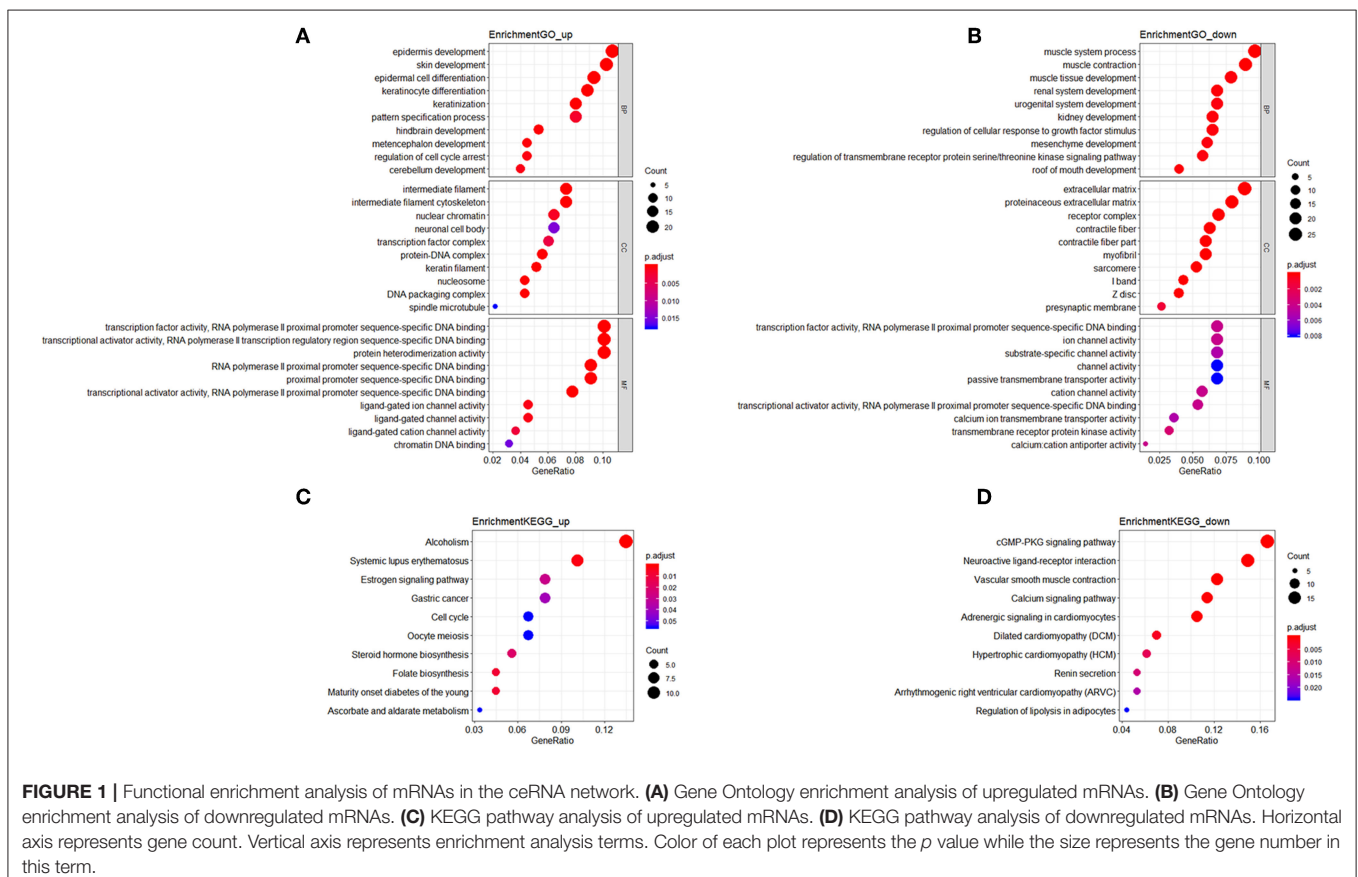 A
EnrichmentGO_up
epidermis development
skin development
epidermal cell differentiation
keratinocyte differentiation
keratinization
pattern specification process
hindbrain development
metencephalon development
regulation of cell cycle arrest
cerebellum development
BP
intermediate filament
intermediate filament cytoskeleton
nuclear chromatin
neuronal cell body
transcription factor complex
protein-DNA complex
keratin filament
nucleosome
DNA packaging complex
spindle microtubule
CC
transcription factor activity, RNA polymerase II proximal promoter sequence-specific DNA binding
transcriptional activator activity, RNA polymerase II transcription regulatory region sequence-specific DNA binding
protein heterodimerization activity
RNA polymerase II proximal promoter sequence-specific DNA binding
proximal promoter sequence-specific DNA binding
transcriptional activator activity, RNA polymerase II proximal promoter sequence-specific DNA binding
ligand-gated ion channel activity
ligand-gated channel activity
ligand-gated cation channel activity
chromatin DNA binding
MF
0.02 0.04 0.06 0.08 0.10
GeneRatio
Count
5
10
15
20
p.adjust
0.005
0.010
0.015
B
EnrichmentGO_down
muscle system process
muscle contraction
muscle tissue development
renal system development
urogenital system development
kidney development
regulation of cellular response to growth factor stimulus
mesenchyme development
regulation of transmembrane receptor protein serine/threonine kinase signaling pathway
roof of mouth development
BP
extracellular matrix
proteinaceous extracellular matrix
receptor complex
contractile fiber
contractile fiber part
myofibril
sarcomere
I band
Z disc
presynaptic membrane
CC
transcription factor activity, RNA polymerase II proximal promoter sequence-specific DNA binding
ion channel activity
substrate-specific channel activity
channel activity
passive transmembrane transporter activity
cation channel activity
transcriptional activator activity, RNA polymerase II proximal promoter sequence-specific DNA binding
calcium ion transmembrane transporter activity
transmembrane receptor protein kinase activity
calcium:cation antiporter activity
MF
0.025 0.050 0.075 0.100
GeneRatio
Count
5
10
15
20
25
p.adjust
0.002
0.004
0.006
0.008
C
EnrichmentKEGG_up
Alcoholism
Systemic lupus erythematosus
Estrogen signaling pathway
Gastric cancer
Cell cycle
Oocyte meiosis
Steroid hormone biosynthesis
Folate biosynthesis
Maturity onset diabetes of the young
Ascorbate and aldarate metabolism
0.03 0.06 0.09 0.12
GeneRatio
p.adjust
0.01
0.02
0.03
0.04
0.05
Count
5.0
7.5
10.0
D
EnrichmentKEGG_down
cGMP-PKG signaling pathway
Neuroactive ligand-receptor interaction
Vascular smooth muscle contraction
Calcium signaling pathway
Adrenergic signaling in cardiomyocytes
Dilated cardiomyopathy (DCM)
Hypertrophic cardiomyopathy (HCM)
Renin secretion
Arrhythmogenic right ventricular cardiomyopathy (ARVC)
Regulation of lipolysis in adipocytes
0.04 0.08 0.12 0.16
GeneRatio
Count
5
10
15
p.adjust
0.005
0.010
0.015
0.020
FIGURE 1 | Functional enrichment analysis of mRNAs in the ceRNA network. (A) Gene Ontology enrichment analysis of upregulated mRNAs. (B) Gene Ontology
enrichment analysis of downregulated mRNAs. (C) KEGG pathway analysis of upregulated mRNAs. (D) KEGG pathway analysis of downregulated mRNAs. Horizontal
axis represents gene count. Vertical axis represents enrichment analysis terms. Color of each plot represents the p value while the size represents the gene number in
this term.